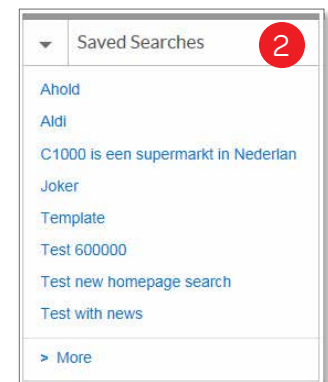 Saved Searches
2
Ahold
Aldi
C1000 is een supermarkt in Nederlan
Joker
Template
Test 600000
Test new homepage search
Test with news
> More